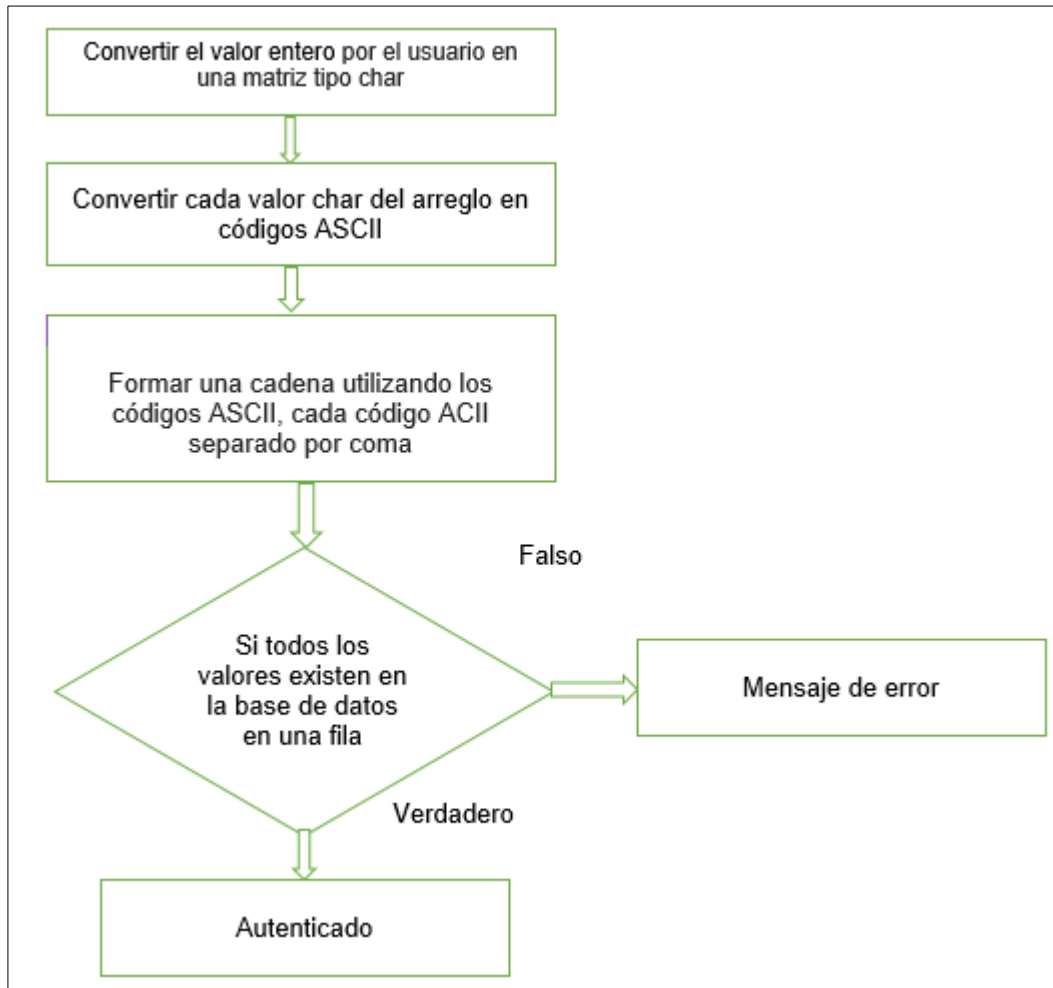 Convertir el valor entero por el usuario en
una matriz tipo char
Convertir cada valor char del arreglo en
códigos ASCII
Formar una cadena utilizando los
códigos ASCII, cada código ACII
separado por coma
Falso
Si todos los
valores existen en
la base de datos
en una fila
Mensaje de error
Verdadero
Autenticado